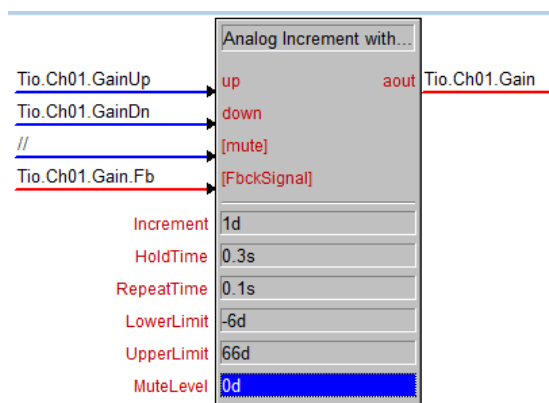 Analog Increment with...
Tio.Ch01.GainUp up aout Tio.Ch01.Gain
Tio.Ch01.GainDn down
// [mute]
Tio.Ch01.Gain.Fb [FbckSignal]
Increment 1d
HoldTime 0.3s
RepeatTime 0.1s
LowerLimit -6d
UpperLimit 66d
MuteLevel 0d